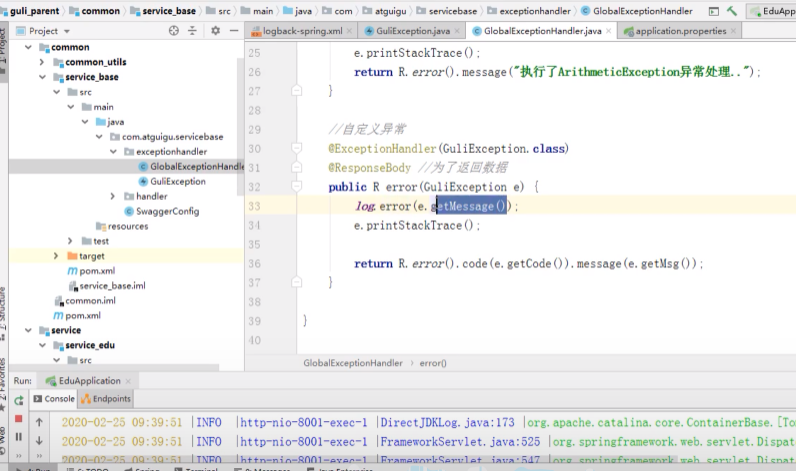 guli_parent common service_base src main java com atguigu servicebase exceptionhandler GlobalExceptionHandler EduApp
Project logback-spring.xml GuliException.java GlobalExceptionHandler.java application.properties
common
common_utils
service_base
src
main
java
com.atguigu.servicebase
exceptionhandler
GlobalExceptionHandle
GuliException
handler
SwaggerConfig
resources
test
target
pom.xml
service_base.iml
common.iml
pom.xml
service
service_edu
src
25 e.printStackTrace();
26 return R.error().message("执行了ArithmeticException异常处理..");
27 }
28
29 //自定义异常
30 @ExceptionHandler(GuliException.class)
31 @ResponseBody //为了返回数据
32 public R error(GuliException e) {
33 log.error(e.getMessage());
34 e.printStackTrace();
35
36 return R.error().code(e.getCode()).message(e.getMsg());
37 }
38
39 }
40
GlobalExceptionHandler › error()
Run: EduApplication
Console Endpoints
2020-02-25 09:39:51 |INFO |http-nio-8001-exec-1 |DirectJDKLog.java:173 |org.apache.catalina.core.ContainerBase.[To
2020-02-25 09:39:51 |INFO |http-nio-8001-exec-1 |FrameworkServlet.java:525 |org.springframework.web.servlet.Dispat
2020-02-25 09:39:51 |INFO |http-nio-8001-exec-1 |FrameworkServlet.java:547 |org.springframework.web.servlet.Dispat
1: Project
Z: Structure
2: Favorites
Web